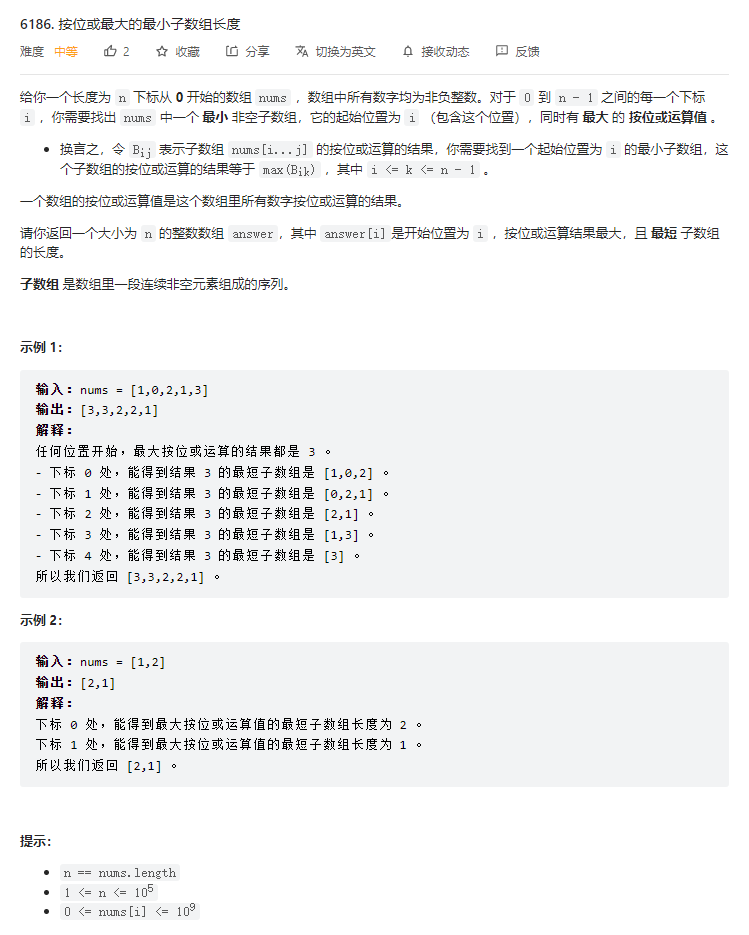 6186. 按位或最大的最小子数组长度
难度 中等 2 收藏 分享 切换为英文 接收动态 反馈
给你一个长度为 n 下标从 0 开始的数组 nums ，数组中所有数字均为非负整数。对于 0 到 n - 1 之间的每一个下标
i ，你需要找出 nums 中一个 最小 非空子数组，它的起始位置为 i （包含这个位置），同时有 最大 的 按位或运算值 。
• 换言之，令 Bij 表示子数组 nums[i...j] 的按位或运算的结果，你需要找到一个起始位置为 i 的最小子数组，这
个子数组的按位或运算的结果等于 max(Bik) ，其中 i <= k <= n - 1 。
一个数组的按位或运算值是这个数组里所有数字按位或运算的结果。
请你返回一个大小为 n 的整数数组 answer，其中 answer[i] 是开始位置为 i ，按位或运算结果最大，且 最短 子数组
的长度。
子数组 是数组里一段连续非空元素组成的序列。
示例 1：
输入：nums = [1,0,2,1,3]
输出：[3,3,2,2,1]
解释：
任何位置开始，最大按位或运算的结果都是 3 。
- 下标 0 处，能得到结果 3 的最短子数组是 [1,0,2] 。
- 下标 1 处，能得到结果 3 的最短子数组是 [0,2,1] 。
- 下标 2 处，能得到结果 3 的最短子数组是 [2,1] 。
- 下标 3 处，能得到结果 3 的最短子数组是 [1,3] 。
- 下标 4 处，能得到结果 3 的最短子数组是 [3] 。
所以我们返回 [3,3,2,2,1] 。
示例 2：
输入：nums = [1,2]
输出：[2,1]
解释：
下标 0 处，能得到最大按位或运算值的最短子数组长度为 2 。
下标 1 处，能得到最大按位或运算值的最短子数组长度为 1 。
所以我们返回 [2,1] 。
提示：
• n == nums.length
• 1 <= n <= 10⁵
• 0 <= nums[i] <= 10⁹